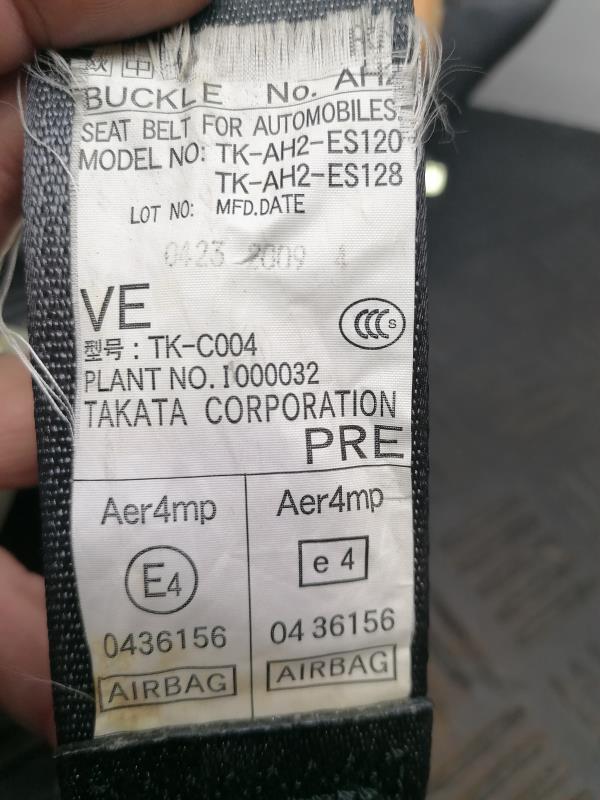 BUCKLE No. AH2
SEAT BELT FOR AUTOMOBILES
MODEL NO: TK-AH2-ES120
TK-AH2-ES128
LOT NO: MFD.DATE
0423 2009 4
VE
CCC S
型号: TK-C004
PLANT NO. I000032
TAKATA CORPORATION
PRE
Aer4mp
E4
0436156
AIRBAG
Aer4mp
e 4
04 36156
AIRBAG